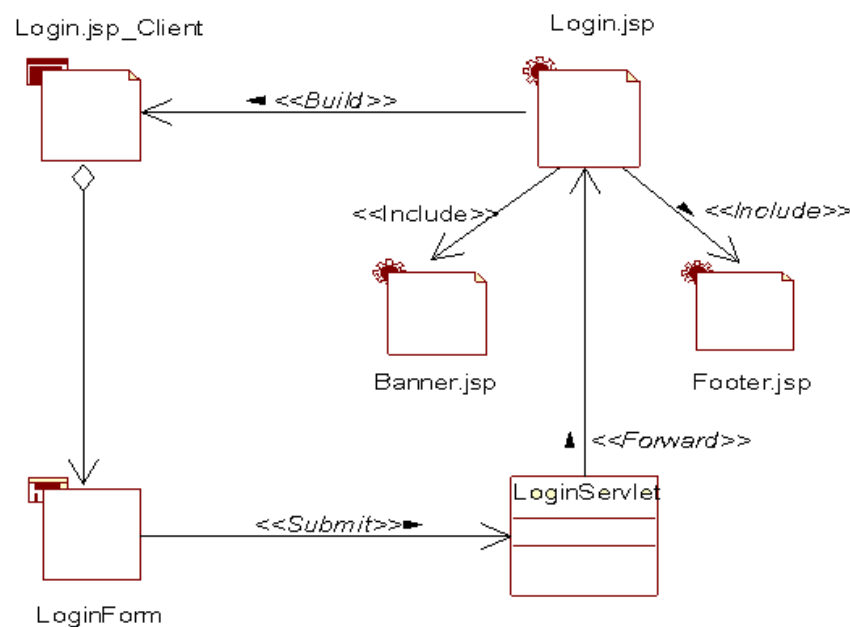 Login.jsp_Client
Login.jsp
<<Build>>
<<Include>>
<<Include>>
Banner.jsp
Footer.jsp
<<Forward>>
LoginServlet
<<Submit>>
LoginForm